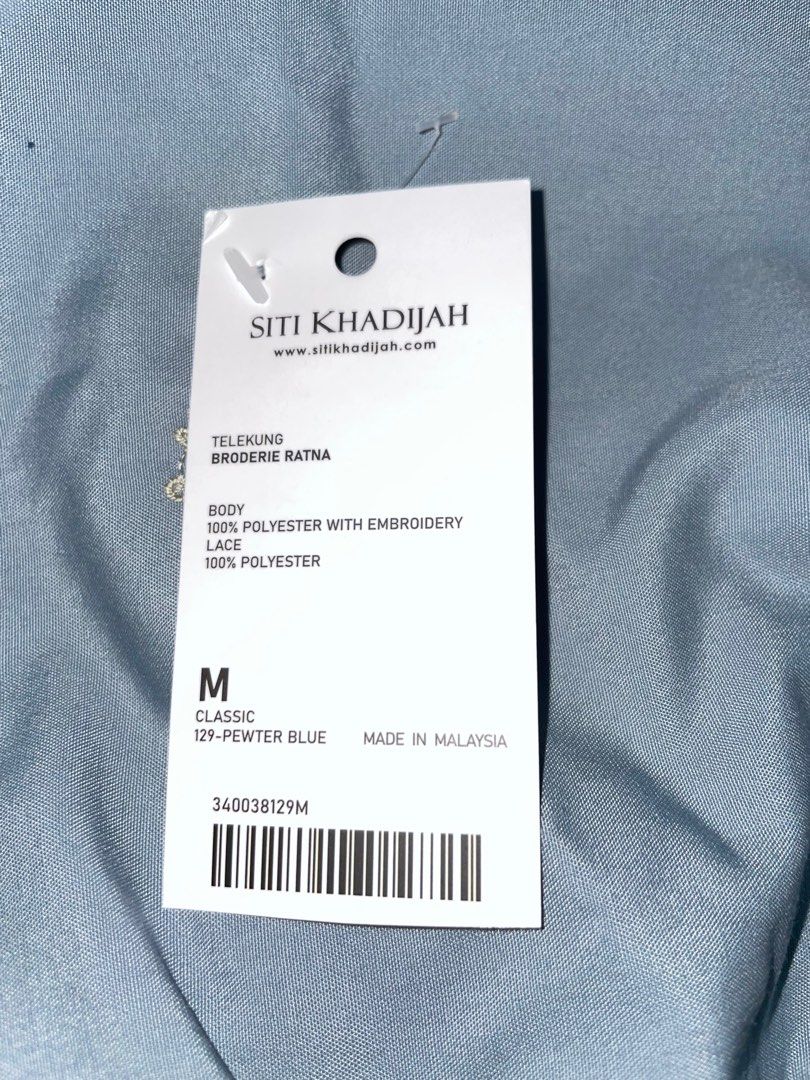 SITI KHADIJAH
www.sitikhadijah.com
TELEKUNG
BRODERIE RATNA
BODY
100% POLYESTER WITH EMBROIDERY
LACE
100% POLYESTER
M
CLASSIC
129-PEWTER BLUE MADE IN MALAYSIA
340038129M